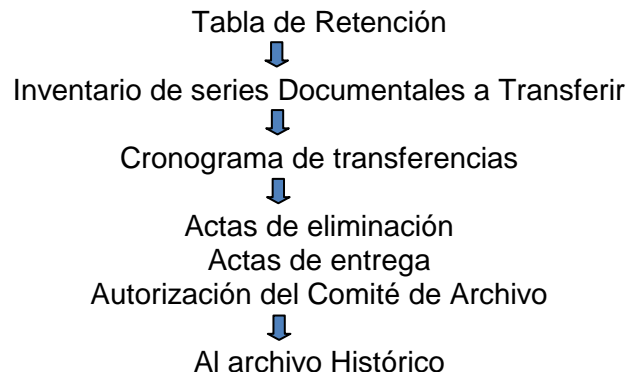 Tabla de Retención
Inventario de series Documentales a Transferir
Cronograma de transferencias
Actas de eliminación
Actas de entrega
Autorización del Comité de Archivo
Al archivo Histórico